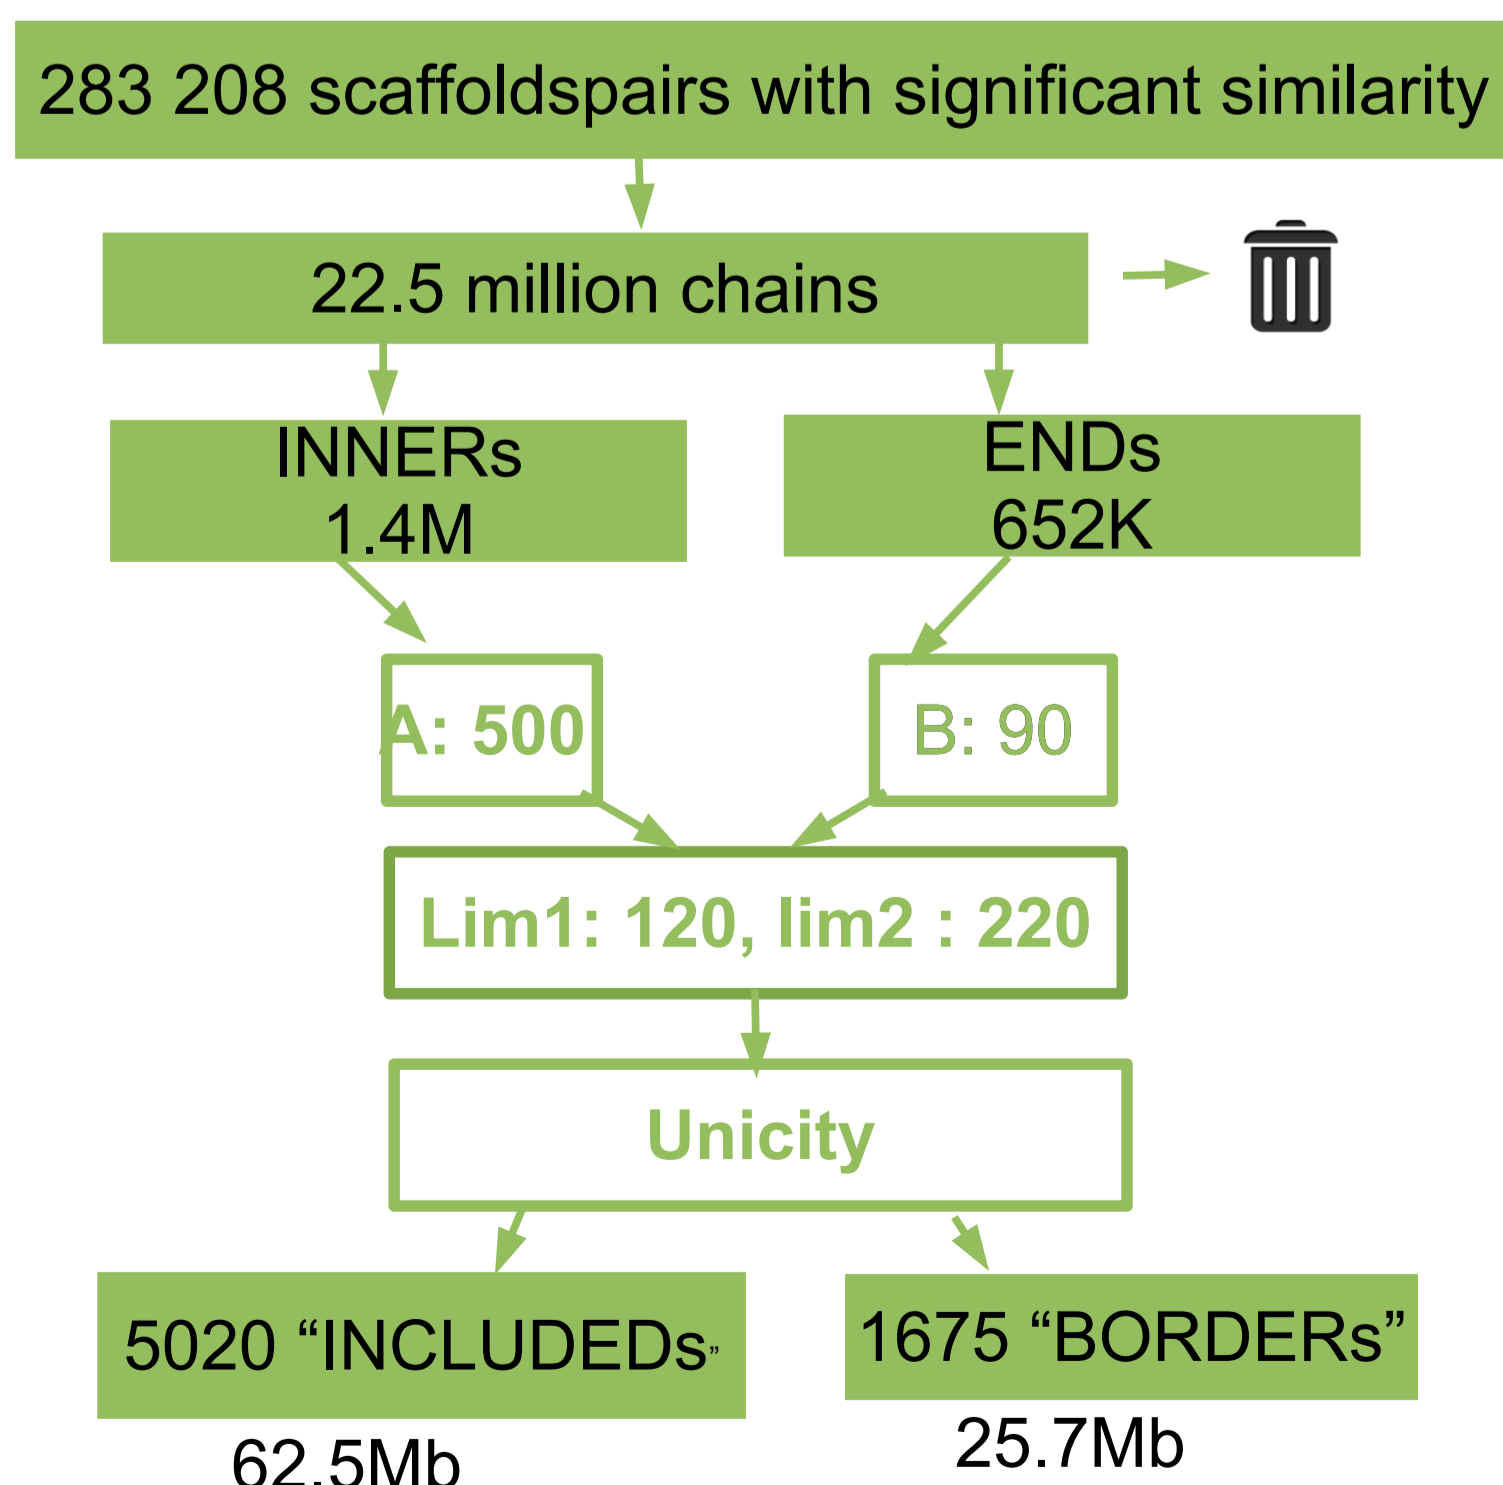 283 208 scaffoldspairs with significant similarity
22.5 million chains
INNERs
1.4M
ENDs
652K
A: 500
B: 90
Lim1: 120, lim2 : 220
Unicity
5020 “INCLUDEDs”
1675 “BORDERs”
62.5Mb
25.7Mb